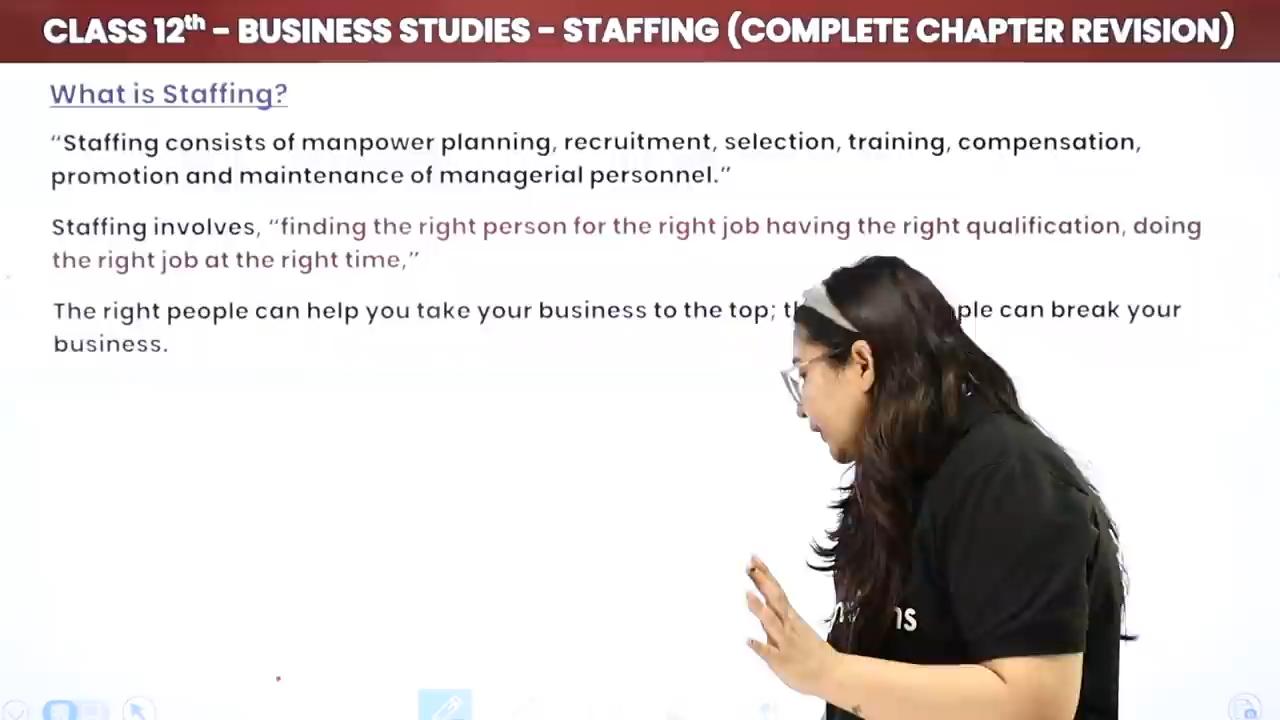 CLASS 12th – BUSINESS STUDIES – STAFFING (COMPLETE CHAPTER REVISION)
What is Staffing?
“Staffing consists of manpower planning, recruitment, selection, training, compensation,
promotion and maintenance of managerial personnel.”
Staffing involves, “finding the right person for the right job having the right qualification, doing
the right job at the right time,”
The right people can help you take your business to the top; can break your
business.